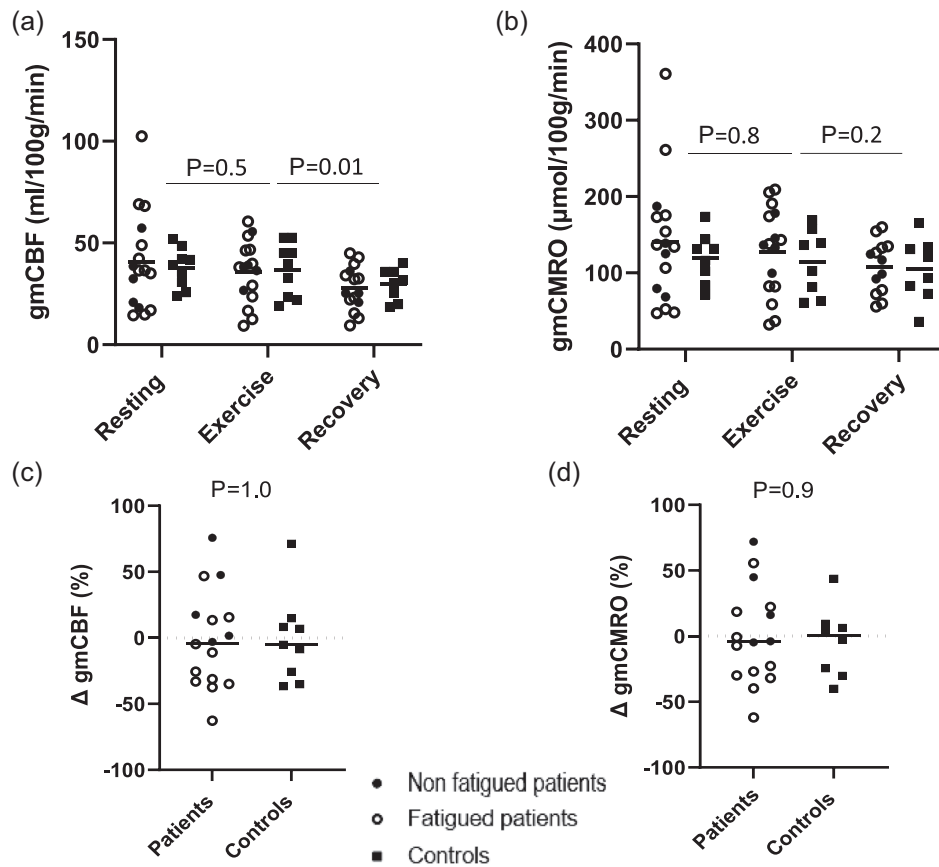 (a)
150
100
50
0
gmCBF (ml/100g/min)
P=0.5
P=0.01
Resting
Exercise
Recovery
(b)
400
300
200
100
0
gmCMRO (μmol/100g/min)
P=0.8
P=0.2
Resting
Exercise
Recovery
(c)
P=1.0
100
50
0
-50
-100
Δ gmCBF (%)
Patients
Controls
(d)
P=0.9
100
50
0
-50
-100
Δ gmCMRO (%)
Patients
Controls
Non fatigued patients
Fatigued patients
Controls